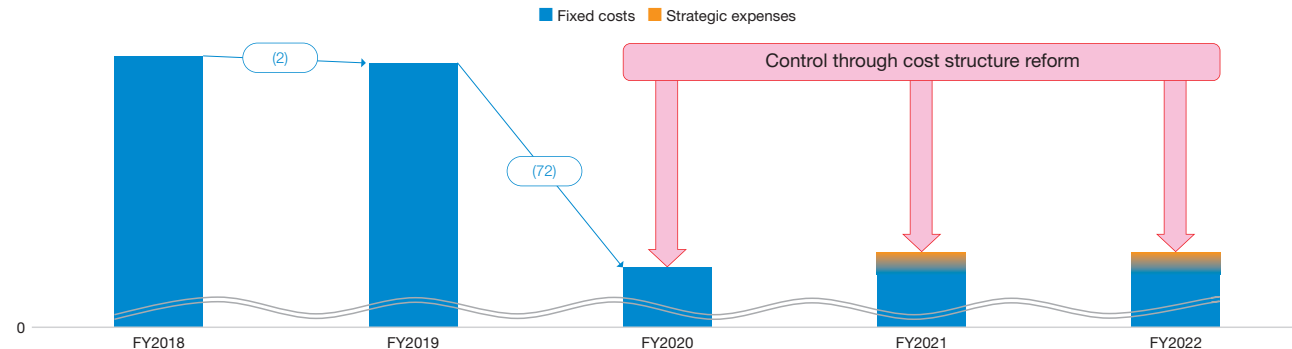 Fixed costs
Strategic expenses
Control through cost structure reform
(2)
(72)
0
FY2018
FY2019
FY2020
FY2021
FY2022